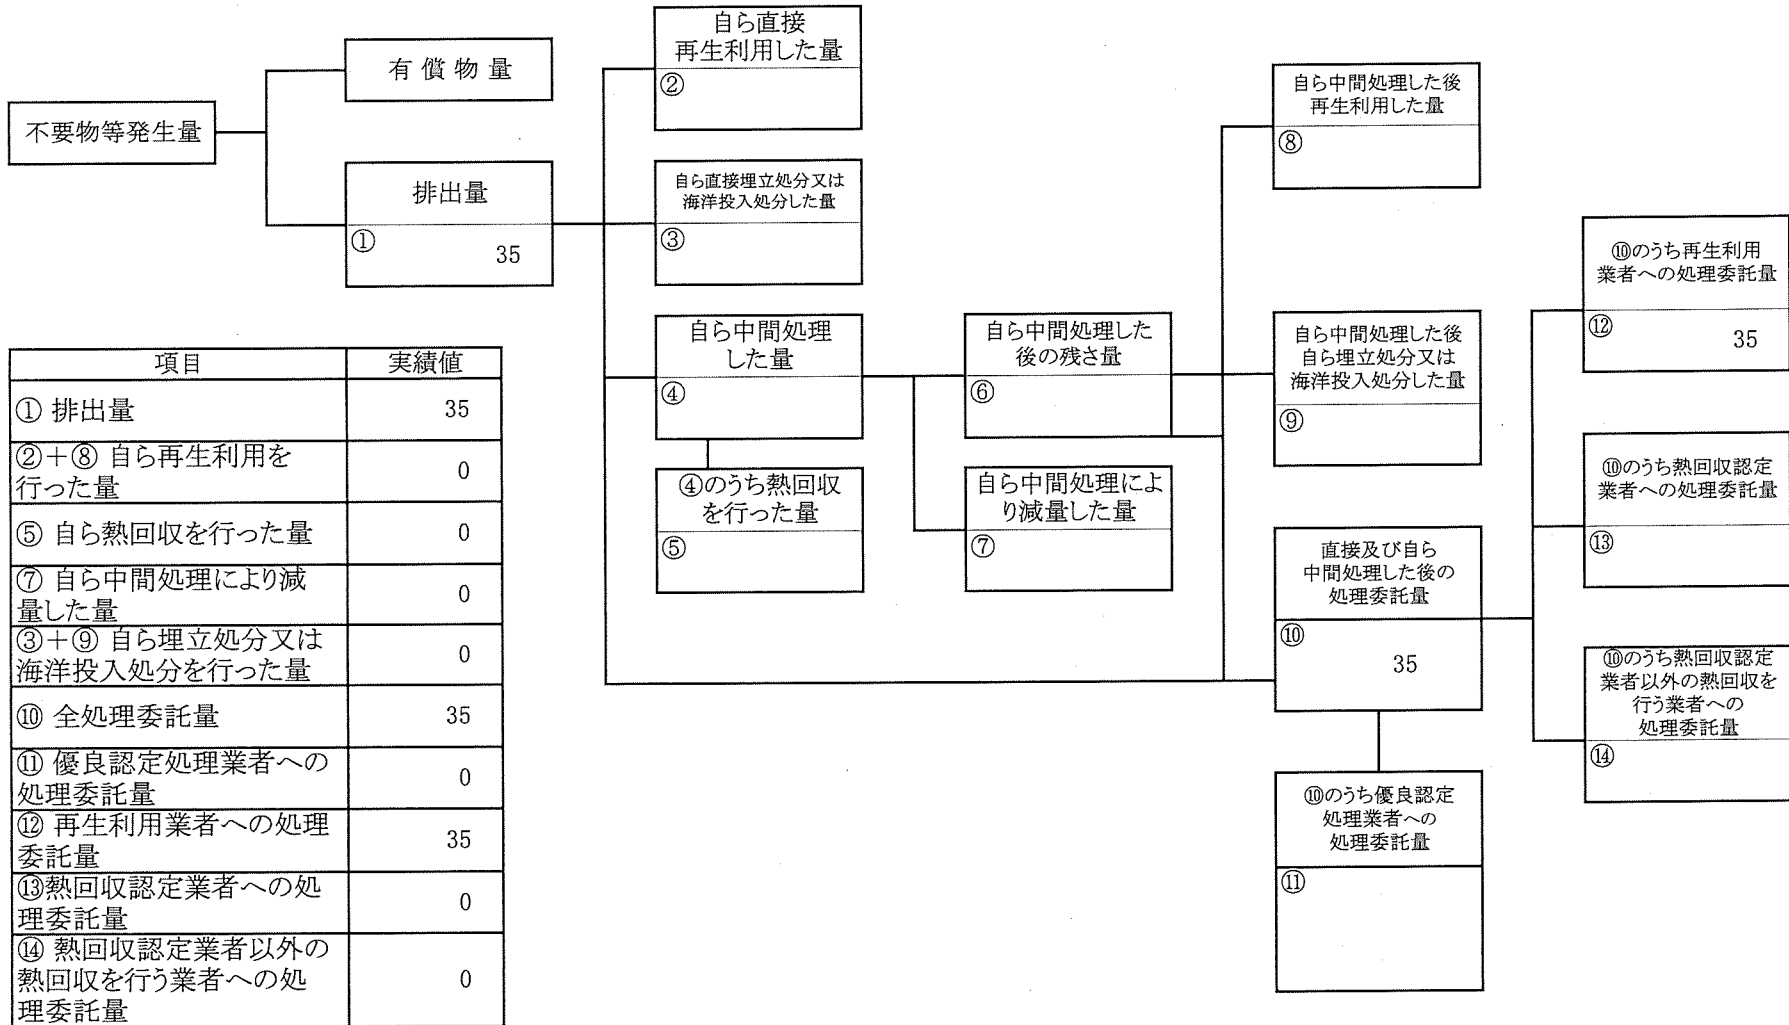 不要物等発生量
有償物量
排出量
①
35
自ら直接
再生利用した量
②
自ら直接埋立処分又は
海洋投入処分した量
③
自ら中間処理
した量
④
④のうち熱回収
を行った量
⑤
自ら中間処理した
後の残さ量
⑥
自ら中間処理によ
り減量した量
⑦
自ら中間処理した後
再生利用した量
⑧
自ら中間処理した後
自ら埋立処分又は
海洋投入処分した量
⑨
直接及び自ら
中間処理した後の
処理委託量
⑩
35
⑩のうち優良認定
処理業者への
処理委託量
⑪
⑩のうち再生利用
業者への処理委託量
⑫
35
⑩のうち熱回収認定
業者への処理委託量
⑬
⑩のうち熱回収認定
業者以外の熱回収を
行う業者への
処理委託量
⑭
項目 実績値
① 排出量 35
②+⑧ 自ら再生利用を
行った量 0
⑤ 自ら熱回収を行った量 0
⑦ 自ら中間処理により減
量した量 0
③+⑨ 自ら埋立処分又は
海洋投入処分を行った量 0
⑩ 全処理委託量 35
⑪ 優良認定処理業者への
処理委託量 0
⑫ 再生利用業者への処理
委託量 35
⑬熱回収認定業者への処
理委託量 0
⑭ 熱回収認定業者以外の
熱回収を行う業者への処
理委託量 0